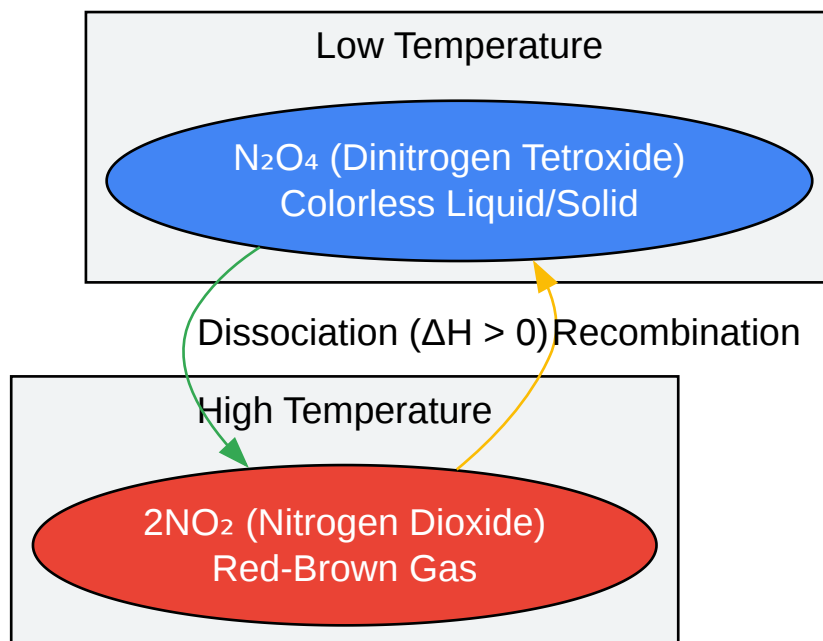 Low Temperature
N₂O₄ (Dinitrogen Tetroxide)
Colorless Liquid/Solid
Dissociation (ΔH > 0)
Recombination
High Temperature
2NO₂ (Nitrogen Dioxide)
Red-Brown Gas